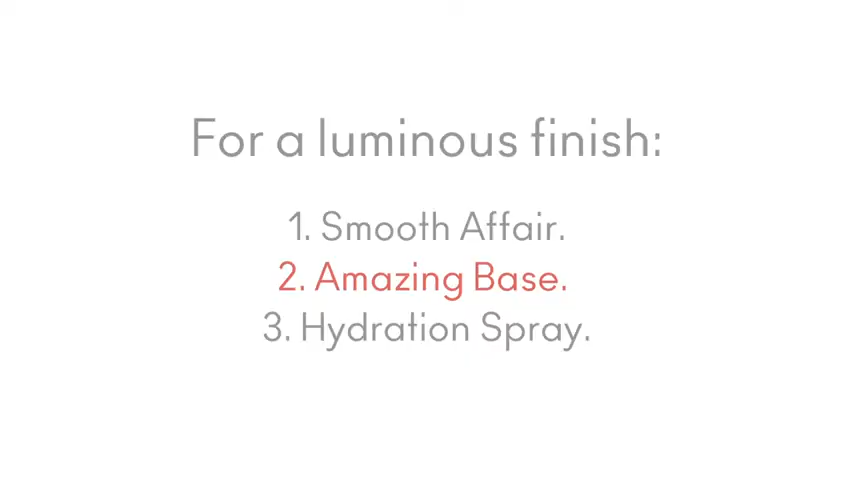 For a luminous finish:
1. Smooth Affair.
2. Amazing Base.
3. Hydration Spray.